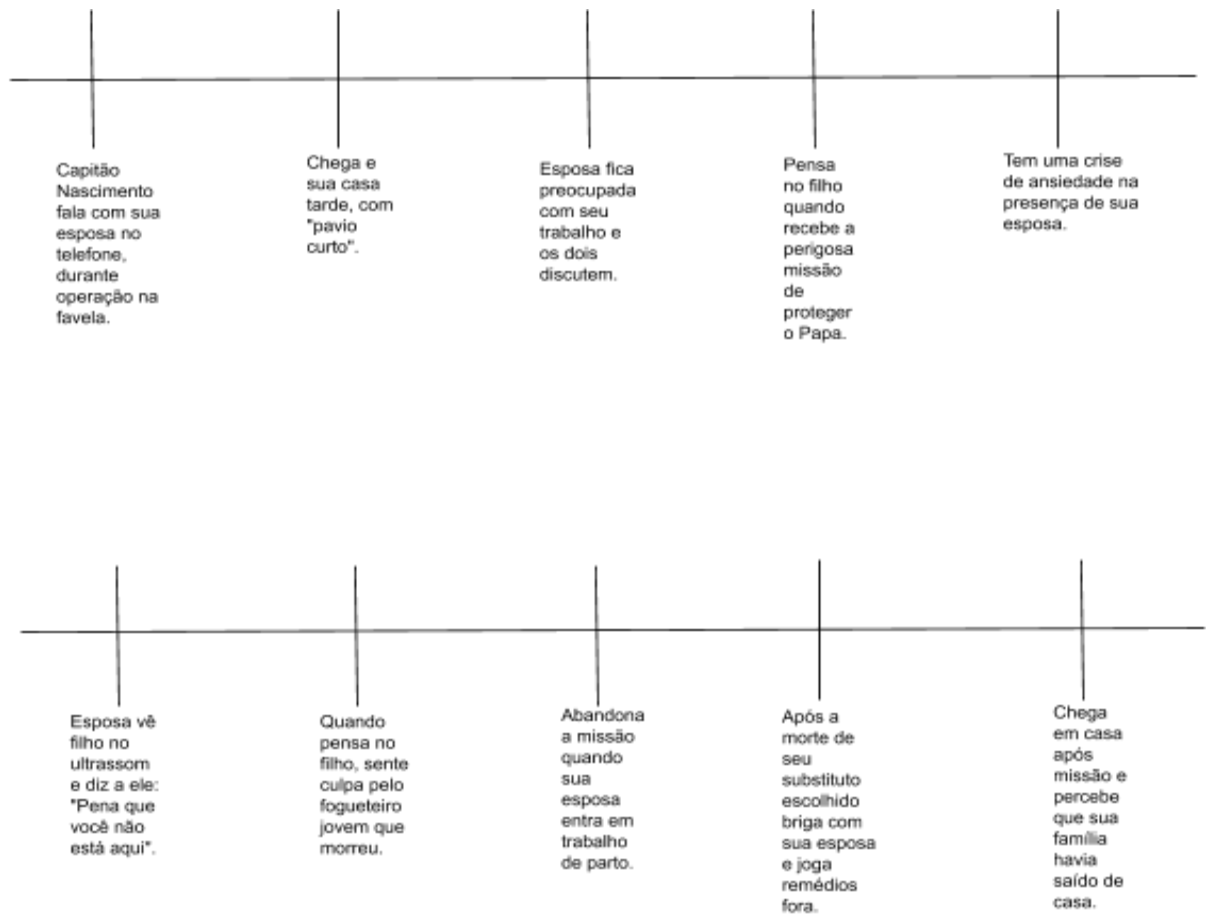 Capitão
Nascimento
fala com sua
esposa no
telefone,
durante
operação na
favela.
Chega e
sua casa
tarde, com
"pavio
curto".
Esposa fica
preocupada
com seu
trabalho e
os dois
discutem.
Pensa
no filho
quando
recebe a
perigosa
missão
de
proteger
o Papa.
Tem uma crise
de ansiedade na
presença de sua
esposa.
Esposa vê
filho no
ultrassom
e diz a ele:
"Pena que
você não
está aqui".
Quando
pensa no
filho, sente
culpa pelo
fogueteiro
jovem que
morreu.
Abandona
a missão
quando
sua
esposa
entra em
trabalho
de parto.
Após a
morte de
seu
substituto
escolhido
briga com
sua esposa
e joga
remédios
fora.
Chega
em casa
após
missão e
percebe
que sua
família
havia
saído de
casa.